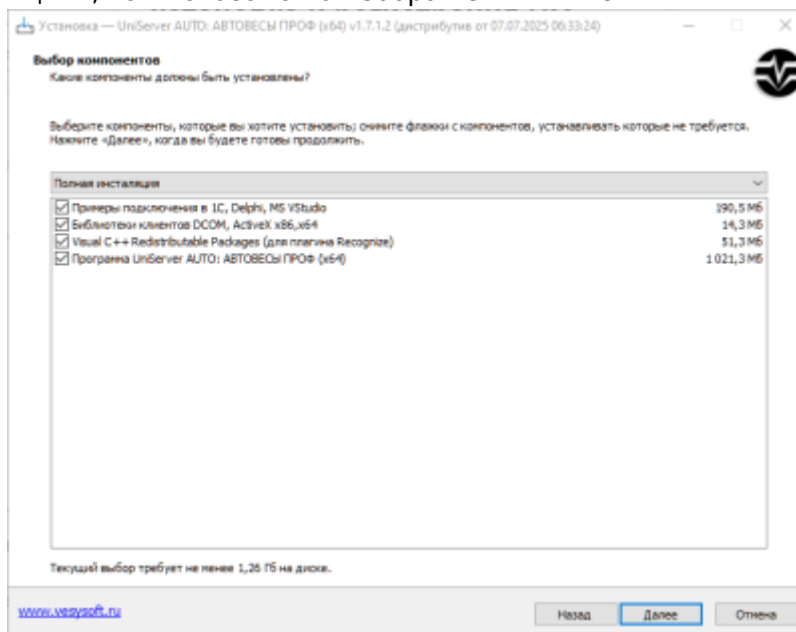 Установка — UniServer AUTO: АВТОВЕСЫ ПРОФ (x64) v1.7.1.2 (дистрибутив от 07.07.2025 06:33:24)
Выбор компонентов
Какие компоненты должны быть установлены?
Выберите компоненты, которые вы хотите установить; снимите флажки с компонентов, устанавливать которые не требуется.
Нажмите «Далее», когда вы будете готовы продолжить.
Полная инсталяция
Примеры подключения в 1С, Delphi, MS VStudio 190,5 Мб
Библиотеки клиентов DCOM, ActiveX x86,x64 14,3 Мб
Visual C++ Redistributable Packages (для плагина Recognize) 51,3 Мб
Программа UniServer AUTO: АВТОВЕСЫ ПРОФ (x64) 1 021,3 Мб
Текущий выбор требует не менее 1,26 Гб на диске.
www.vesysoft.ru
Назад Далее Отмена